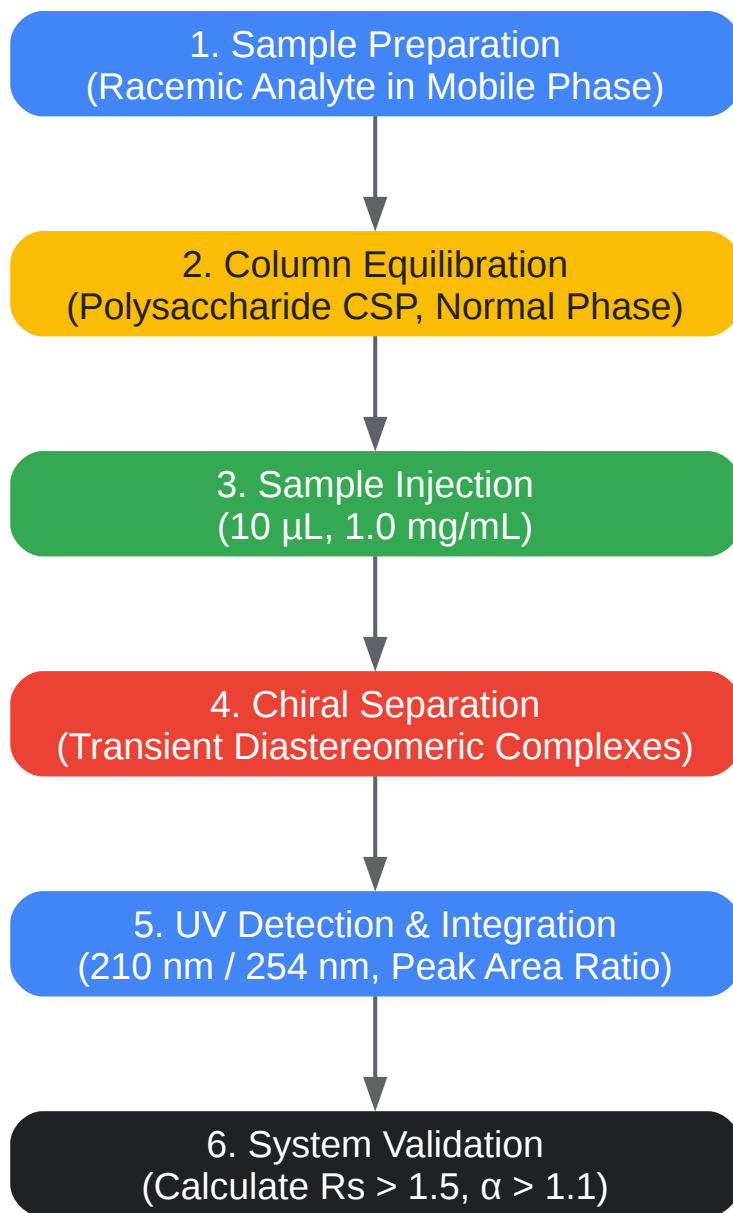 1. Sample Preparation
(Racemic Analyte in Mobile Phase)
2. Column Equilibration
(Polysaccharide CSP, Normal Phase)
3. Sample Injection
(10 µL, 1.0 mg/mL)
4. Chiral Separation
(Transient Diastereomeric Complexes)
5. UV Detection & Integration
(210 nm / 254 nm, Peak Area Ratio)
6. System Validation
(Calculate Rs > 1.5, α > 1.1)